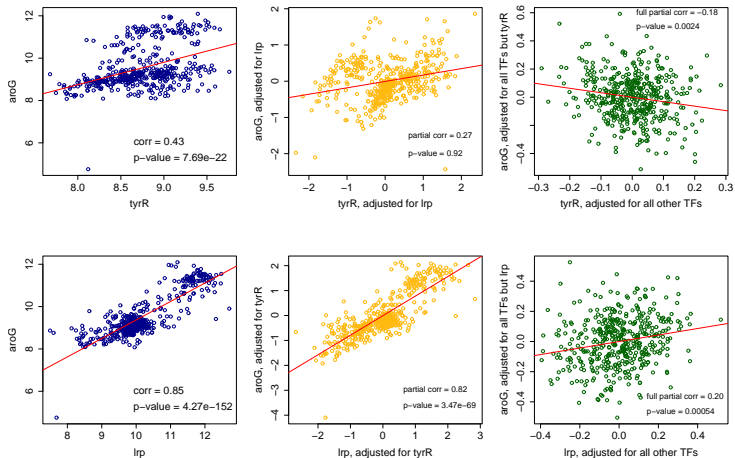 aroG
12
10
8
6
8.0
8.5
9.0
9.5
tyrR
corr = 0.43
p−value = 7.69e−22
aroG, adjusted for lrp
2
1
0
−1
−2
−2
−1
0
1
2
tyrR, adjusted for lrp
partial corr = 0.27
p−value = 0.92
aroG, adjusted for all TFs but tyrR
0.6
0.4
0.2
0.0
−0.4
−0.3
−0.2
−0.1
0.0
0.1
0.2
0.3
tyrR, adjusted for all other TFs
full partial corr = −0.18
p−value = 0.0024
aroG
12
10
8
6
8
9
10
11
12
lrp
corr = 0.85
p−value = 4.27e−152
aroG, adjusted for tyrR
2
1
0
−1
−2
−3
−4
−2
−1
0
1
2
3
lrp, adjusted for tyrR
partial corr = 0.82
p−value = 3.47e−69
aroG, adjusted for all TFs but lrp
0.4
0.2
0.0
−0.2
−0.4
−0.4
−0.2
0.0
0.2
0.4
lrp, adjusted for all other TFs
full partial corr = 0.20
p−value = 0.00054